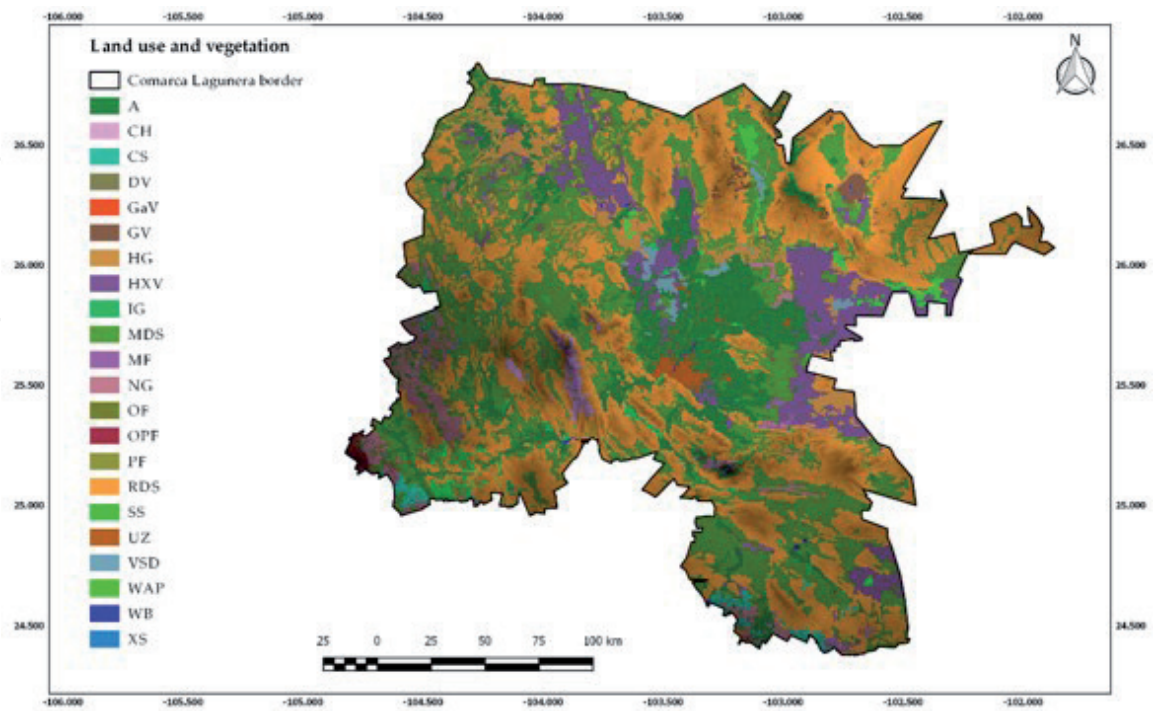 -106.000 -105.500 -105.000 -104.500 -104.000 -103.500 -103.000 -102.500 -102.000
Land use and vegetation
N
Comarca Lagunera border
A
CH
CS
26.500 26.500
DV
GaV
GV
HG
26.000 26.000
HXV
IG
MDS
MF
25.500 25.500
NG
OF
OPF
PF
RDS
25.000 25.000
SS
UZ
VSD
WAP
WB
24.500 24.500
XS
25 0 25 50 75 100 km
-106.000 -105.500 -105.000 -104.500 -104.000 -103.500 -103.000 -102.500 -102.000